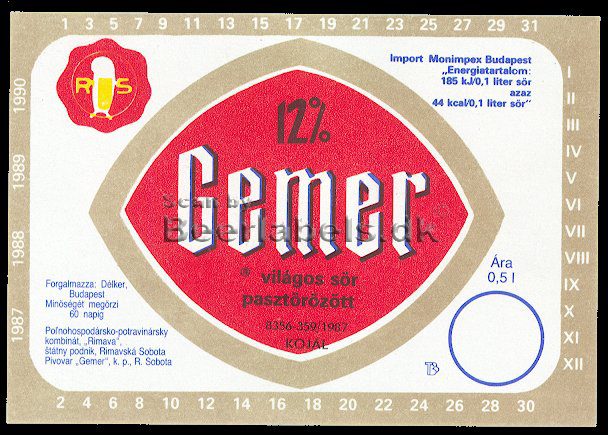 1 3 5 7 9 11 13 15 17 19 21 23 25 27 29 31
R S
Import Monimpex Budapest
„Energiatartalom:
185 kJ/0,1 liter sör
azaz
44 kcal/0,1 liter sör"
1990
1989
1988
1987
I
II
III
IV
V
VI
VII
VIII
IX
X
XI
XII
12%
Gemer
Scan by
Beerlabels.dk
világos sör
pasztörözött
8356-359/1987
KOJÁL
Forgalmazza: Délker,
Budapest
Minőségét megőrzi
60 napig
Poľnohospodársko-potravinársky
kombinát, „Rimava",
štátny podnik, Rimavská Sobota
Pivovar „Gemer", k. p., R. Sobota
Ára
0,5 l
2 4 6 8 10 12 14 16 18 20 22 24 26 28 30